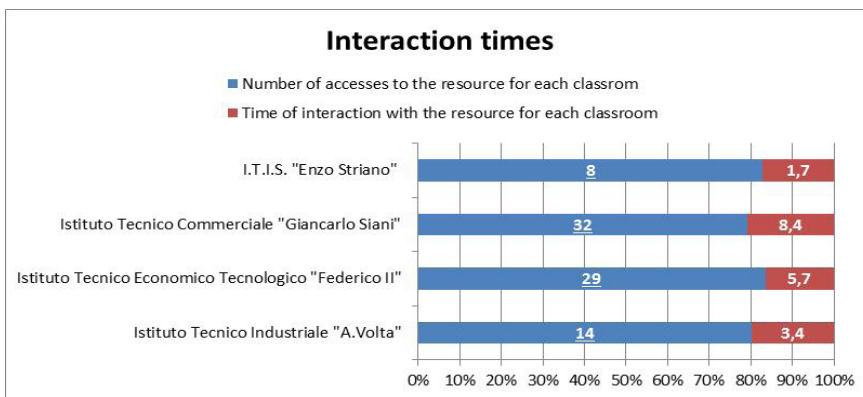 Interaction times
Number of accesses to the resource for each classrom
Time of interaction with the resource for each classroom
I.T.I.S. "Enzo Striano" 8 1,7
Istituto Tecnico Commerciale "Giancarlo Siani" 32 8,4
Istituto Tecnico Economico Tecnologico "Federico II" 29 5,7
Istituto Tecnico Industriale "A.Volta" 14 3,4
0% 10% 20% 30% 40% 50% 60% 70% 80% 90% 100%